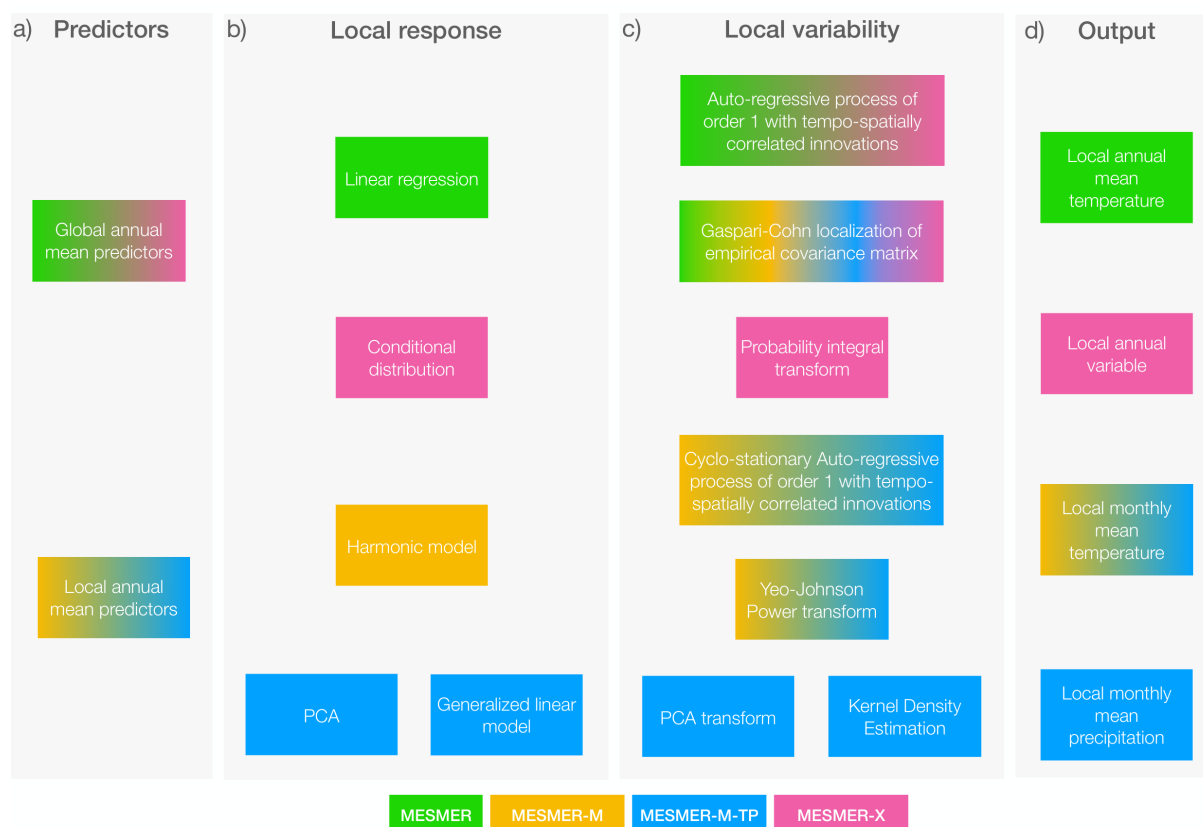 a) Predictors
Global annual
mean predictors
Local annual
mean predictors
b) Local response
Linear regression
Conditional
distribution
Harmonic model
PCA
Generalized linear
model
c) Local variability
Auto-regressive process of
order 1 with tempo-spatially
correlated innovations
Gaspari-Cohn localization of
empirical covariance matrix
Probability integral
transform
Cyclo-stationary Auto-regressive
process of order 1 with tempo-
spatially correlated innovations
Yeo-Johnson
Power transform
PCA transform
Kernel Density
Estimation
d) Output
Local annual
mean
temperature
Local annual
variable
Local monthly
mean
temperature
Local monthly
mean
precipitation
MESMER
MESMER-M
MESMER-M-TP
MESMER-X